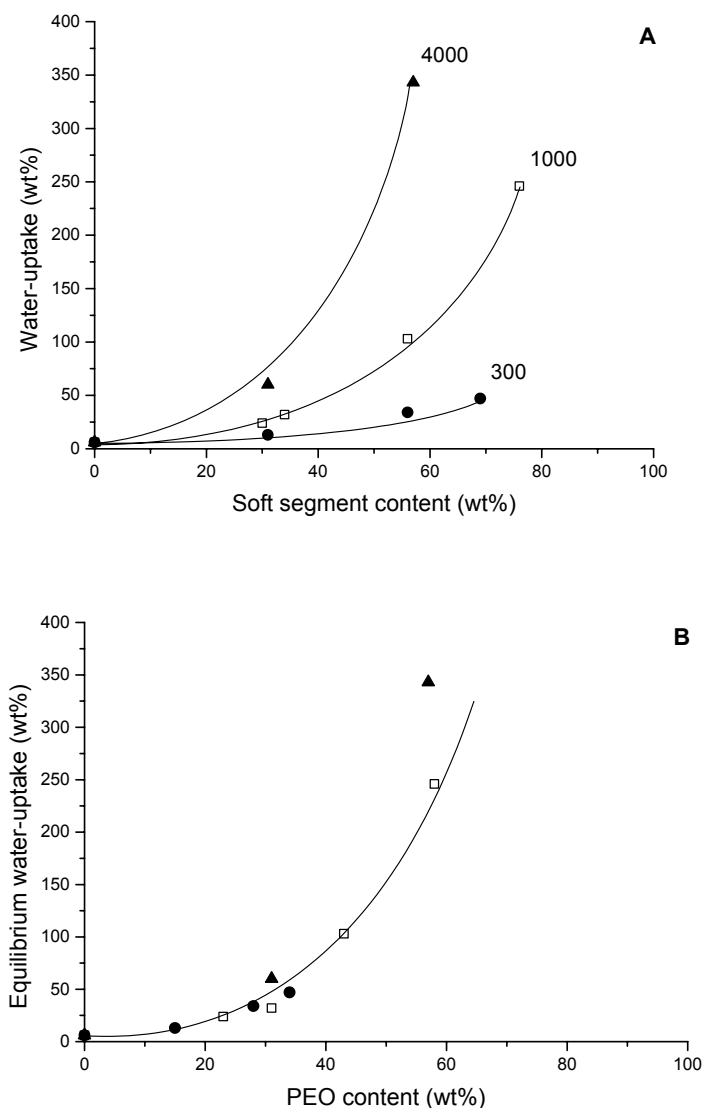 A
400
350
300
250
200
150
100
50
0
Water-uptake (wt%)
4000
1000
300
0 20 40 60 80 100
Soft segment content (wt%)
B
400
350
300
250
200
150
100
50
0
Equilibrium water-uptake (wt%)
0 20 40 60 80 100
PEO content (wt%)